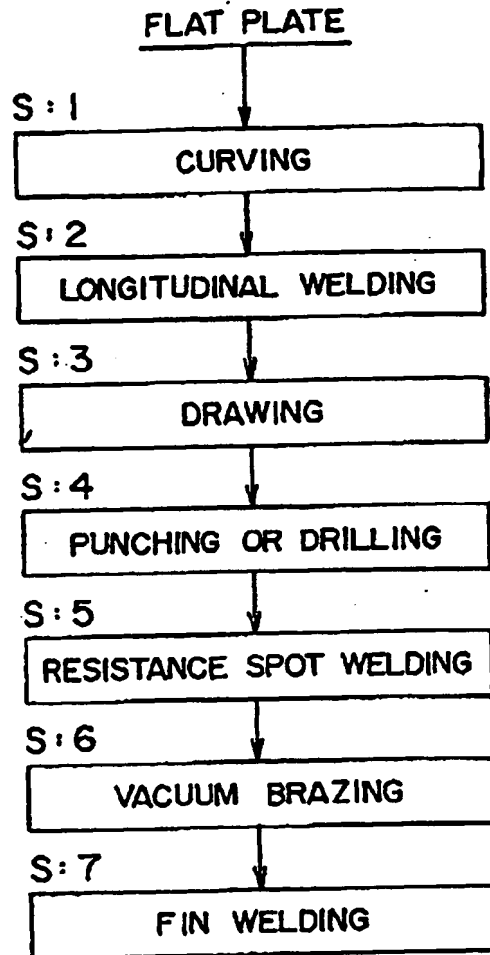 FLAT PLATE
S:1
CURVING
S:2
LONGITUDINAL WELDING
S:3
DRAWING
S:4
PUNCHING OR DRILLING
S:5
RESISTANCE SPOT WELDING
S:6
VACUUM BRAZING
S:7
FIN WELDING